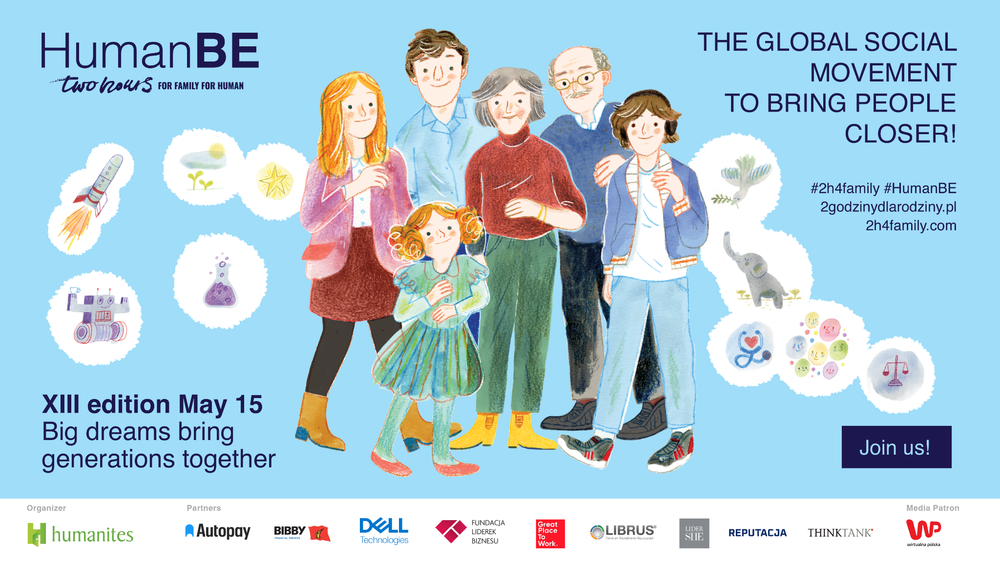 HumanBE
two hours FOR FAMILY FOR HUMAN
THE GLOBAL SOCIAL
MOVEMENT
TO BRING PEOPLE
CLOSER!
#2h4family #HumanBE
2godzinydlarodziny.pl
2h4family.com
XIII edition May 15
Big dreams bring
generations together
Join us!
Organizer
humanites
Partners
Autopay
BIBBY
FINANCIAL SERVICES
DELL
Technologies
FUNDACJA
LIDEREK
BIZNESU
Great
Place
To
Work®
LIBRUS®
Centrum Kształcenia Nauczycieli
LIDER
SHE
REPUTACJA
THINKTANK
Media Patron
WP
wirtualna polska